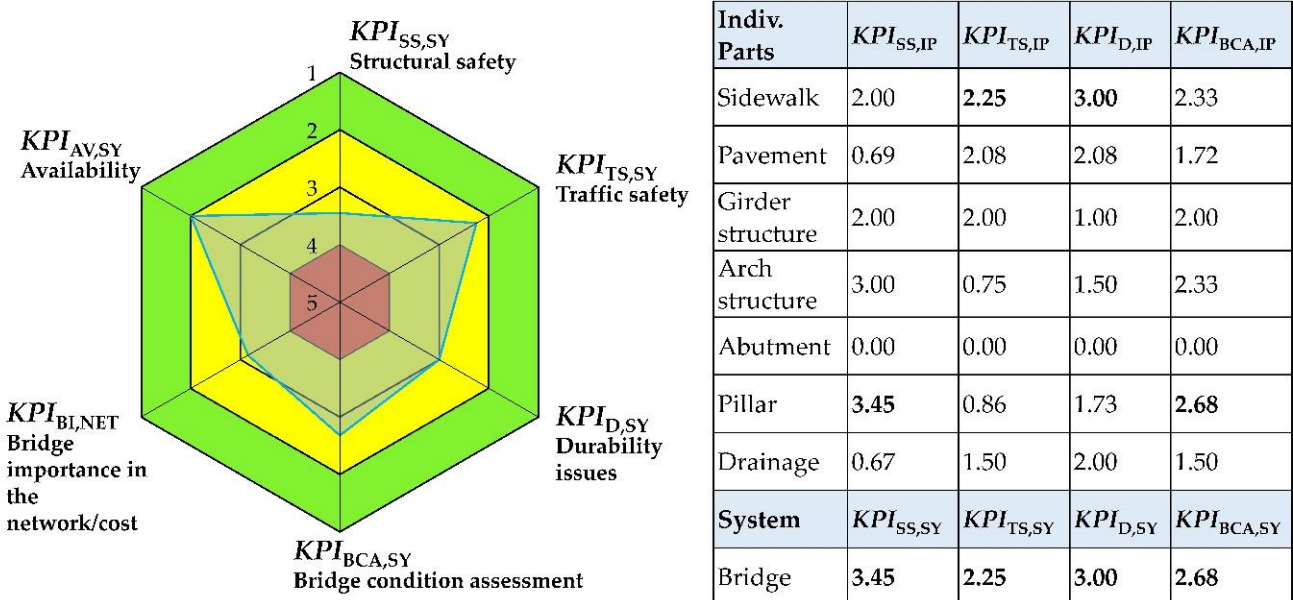 KPI_SS,SY
Structural safety
1
2
3
4
5
KPI_AV,SY
Availability
KPI_TS,SY
Traffic safety
KPI_BI,NET
Bridge
importance in
the
network/cost
KPI_D,SY
Durability
issues
KPI_BCA,SY
Bridge condition assessment
Indiv. Parts KPI_SS,IP KPI_TS,IP KPI_D,IP KPI_BCA,IP
Sidewalk 2.00 2.25 3.00 2.33
Pavement 0.69 2.08 2.08 1.72
Girder structure 2.00 2.00 1.00 2.00
Arch structure 3.00 0.75 1.50 2.33
Abutment 0.00 0.00 0.00 0.00
Pillar 3.45 0.86 1.73 2.68
Drainage 0.67 1.50 2.00 1.50
System KPI_SS,SY KPI_TS,SY KPI_D,SY KPI_BCA,SY
Bridge 3.45 2.25 3.00 2.68